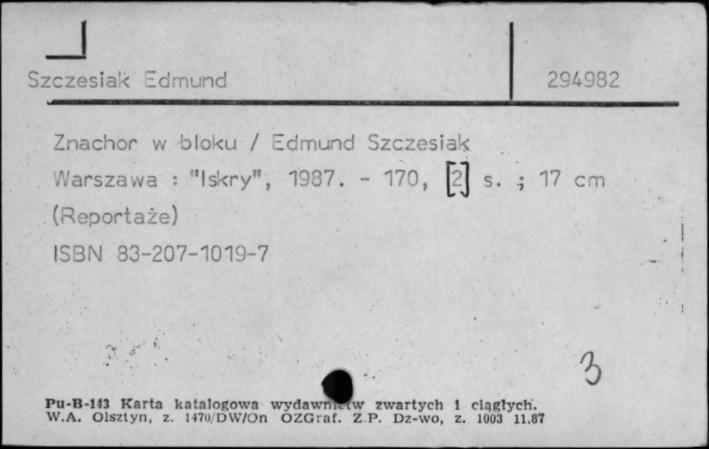 Szczesiak Edmund 294982
Znachor w bloku / Edmund Szczesiak
Warszawa : "Iskry", 1987. - 170, [2] s. ; 17 cm
(Reportaże)
ISBN 83-207-1019-7
3
Pu-B-143 Karta katalogowa wydawnictw zwartych i ciągłych.
W.A. Olsztyn, z. 1470/DW/On OZGraf. Z.P. Dz-wo, z. 1003 11.87